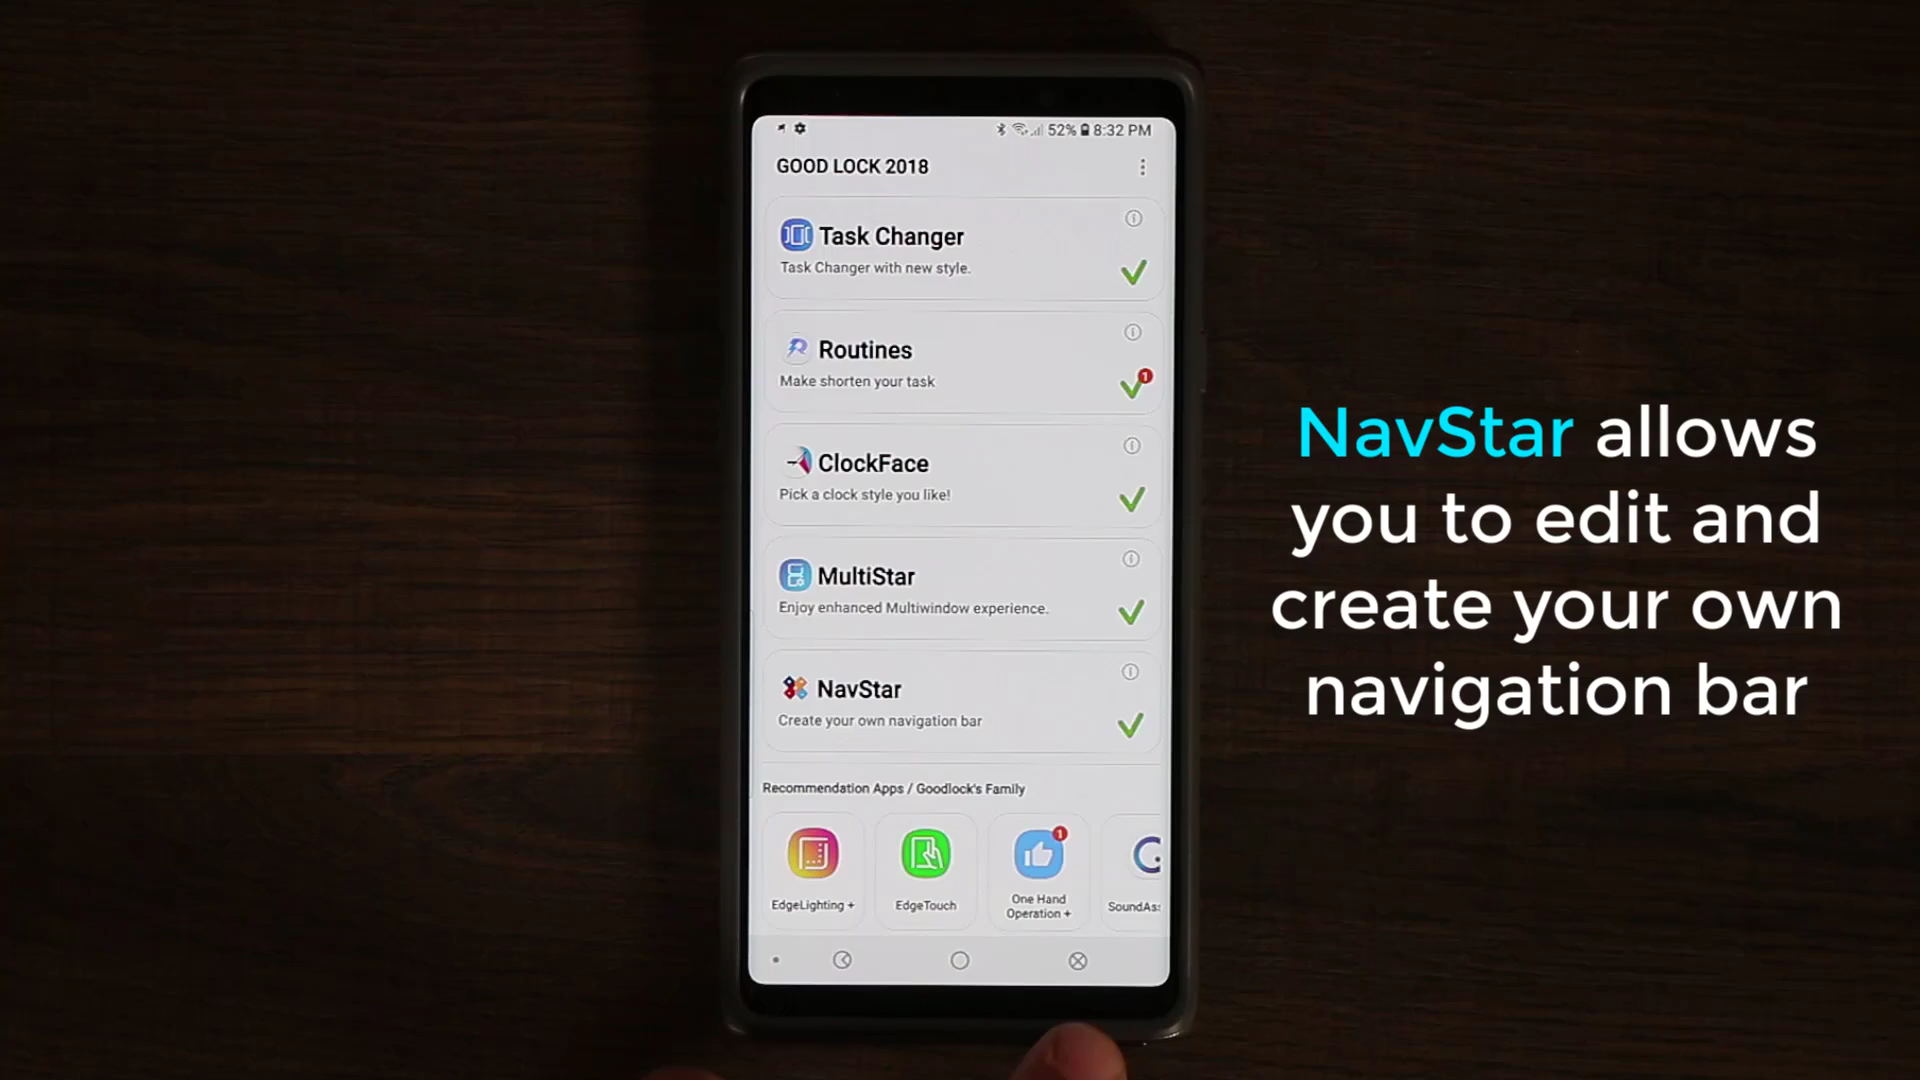 52% 8:32 PM
GOOD LOCK 2018
Task Changer
Task Changer with new style.
Routines
Make shorten your task
1
ClockFace
Pick a clock style you like!
MultiStar
Enjoy enhanced Multiwindow experience.
NavStar
Create your own navigation bar
Recommendation Apps / Goodlock's Family
1
EdgeLighting +
EdgeTouch
One Hand
Operation +
SoundAss
NavStar allows
you to edit and
create your own
navigation bar